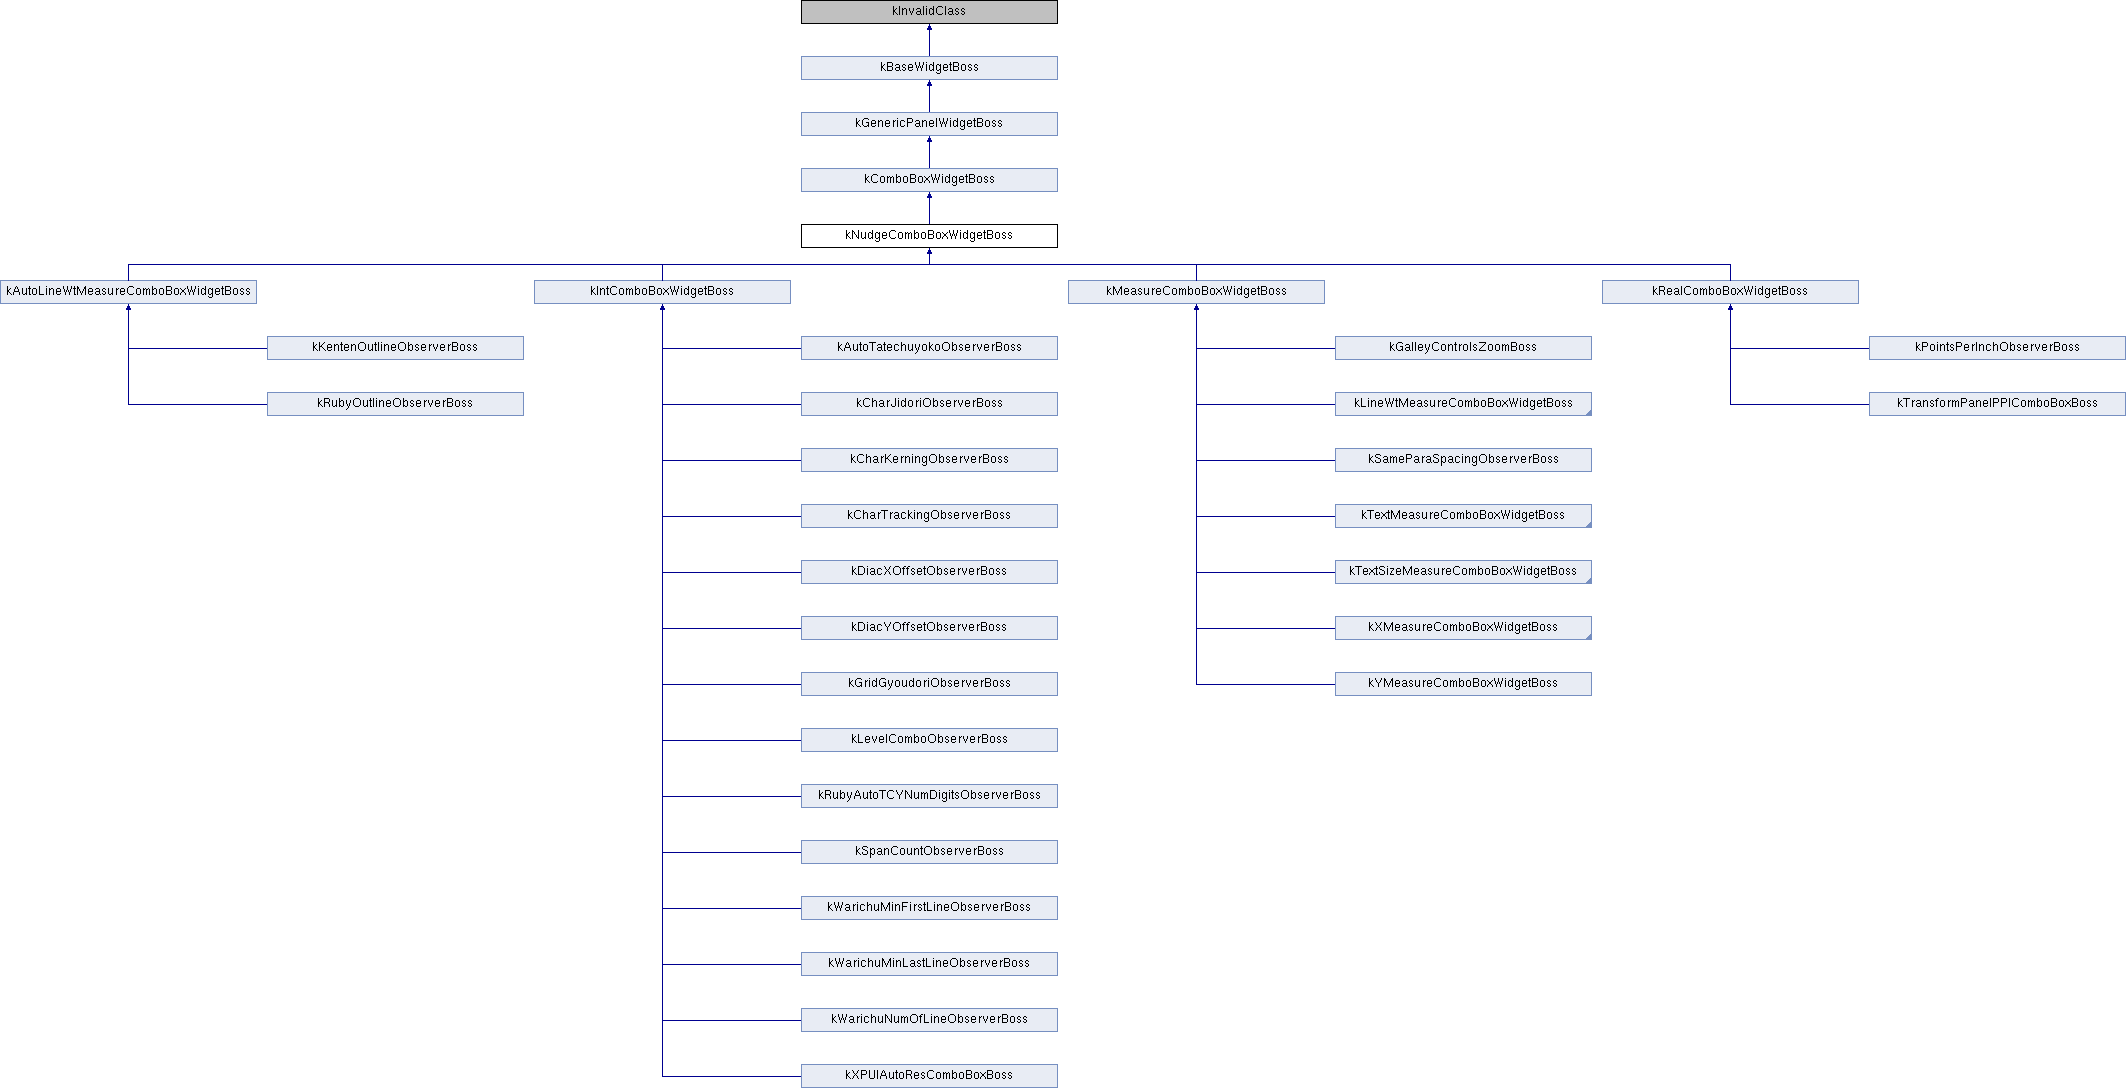 kInvalidClass
kBaseWidgetBoss
kGenericPanelWidgetBoss
kComboBoxWidgetBoss
kNudgeComboBoxWidgetBoss
kAutoLineWtMeasureComboBoxWidgetBoss
kIntComboBoxWidgetBoss
kMeasureComboBoxWidgetBoss
kRealComboBoxWidgetBoss
kKentenOutlineObserverBoss
kRubyOutlineObserverBoss
kAutoTatechuyokoObserverBoss
kCharJidoriObserverBoss
kCharKerningObserverBoss
kCharTrackingObserverBoss
kDiacXOffsetObserverBoss
kDiacYOffsetObserverBoss
kGridGyoudoriObserverBoss
kLevelComboObserverBoss
kRubyAutoTCYNumDigitsObserverBoss
kSpanCountObserverBoss
kWarichuMinFirstLineObserverBoss
kWarichuMinLastLineObserverBoss
kWarichuNumOfLineObserverBoss
kXPUIAutoResComboBoxBoss
kGalleyControlsZoomBoss
kLineWtMeasureComboBoxWidgetBoss
kSameParaSpacingObserverBoss
kTextMeasureComboBoxWidgetBoss
kTextSizeMeasureComboBoxWidgetBoss
kXMeasureComboBoxWidgetBoss
kYMeasureComboBoxWidgetBoss
kPointsPerInchObserverBoss
kTransformPanelPPIComboBoxBoss